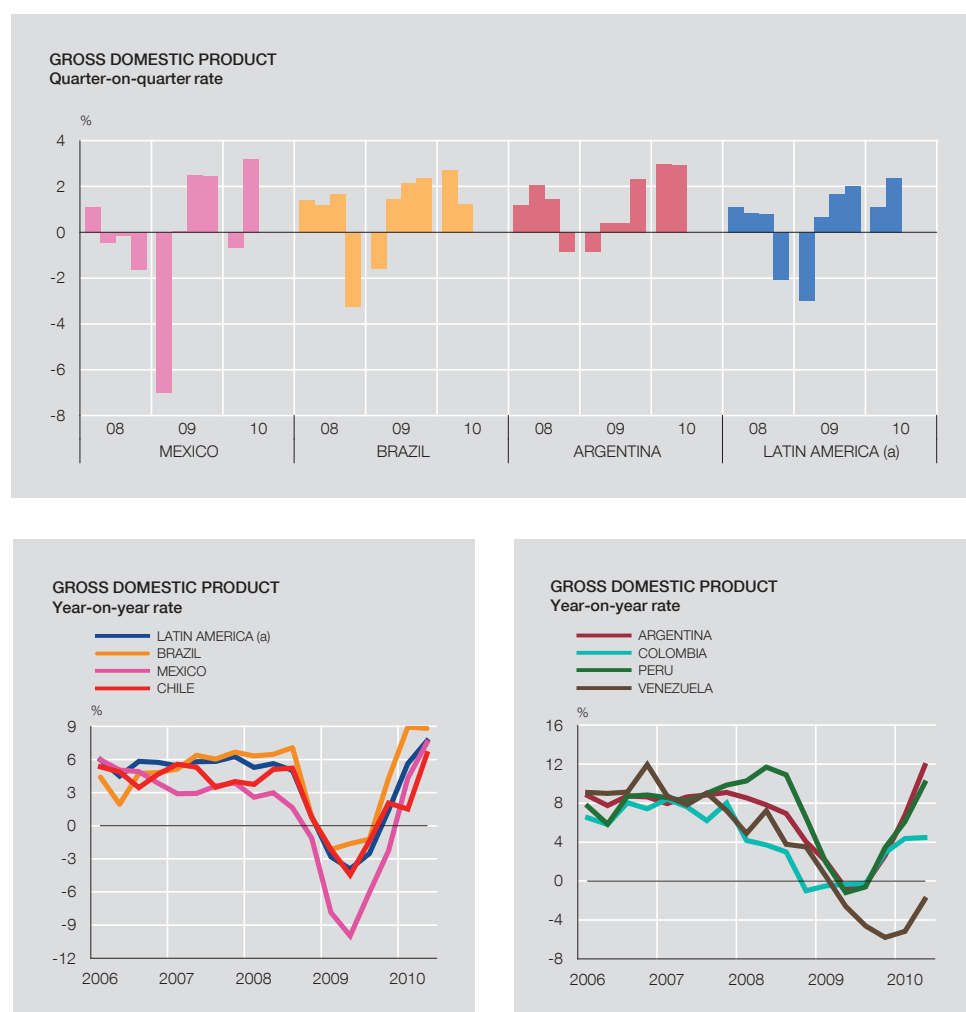 GROSS DOMESTIC PRODUCT
Quarter-on-quarter rate
%
4
2
0
-2
-4
-6
-8
08 09 10 08 09 10 08 09 10 08 09 10
MEXICO BRAZIL ARGENTINA LATIN AMERICA (a)
GROSS DOMESTIC PRODUCT
Year-on-year rate
LATIN AMERICA (a)
BRAZIL
MEXICO
CHILE
%
9
6
3
0
-3
-6
-9
-12
2006 2007 2008 2009 2010
GROSS DOMESTIC PRODUCT
Year-on-year rate
ARGENTINA
COLOMBIA
PERU
VENEZUELA
%
16
12
8
4
0
-4
-8
2006 2007 2008 2009 2010